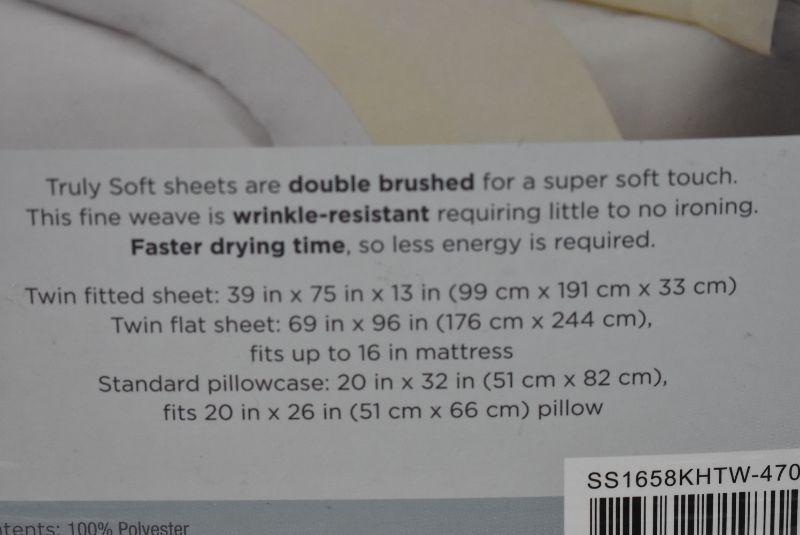 Truly Soft sheets are double brushed for a super soft touch.
This fine weave is wrinkle-resistant requiring little to no ironing.
Faster drying time, so less energy is required.
Twin fitted sheet: 39 in x 75 in x 13 in (99 cm x 191 cm x 33 cm)
Twin flat sheet: 69 in x 96 in (176 cm x 244 cm),
fits up to 16 in mattress
Standard pillowcase: 20 in x 32 in (51 cm x 82 cm),
fits 20 in x 26 in (51 cm x 66 cm) pillow
SS1658KHTW-470
ntents: 100% Polyester